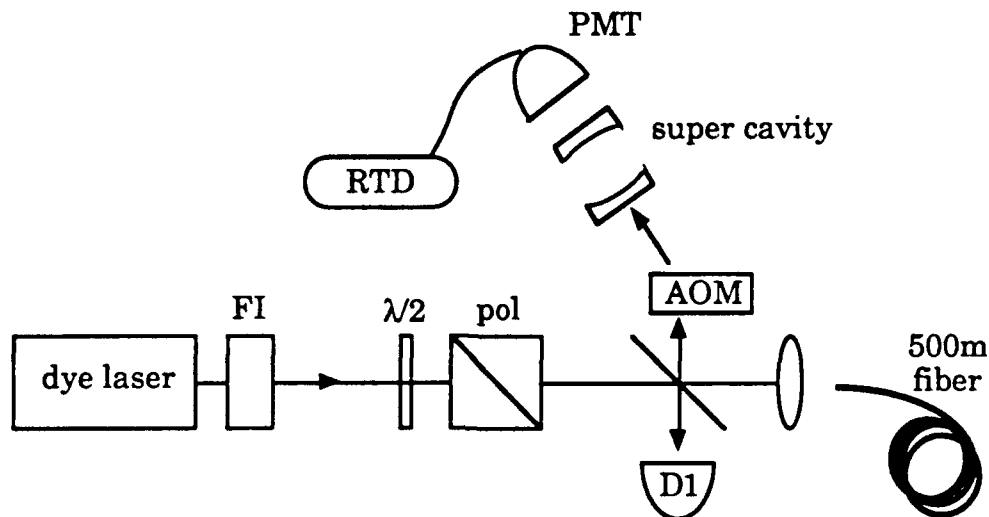 PMT
super cavity
RTD
AOM
FI
λ/2
pol
500m
fiber
dye laser
D1